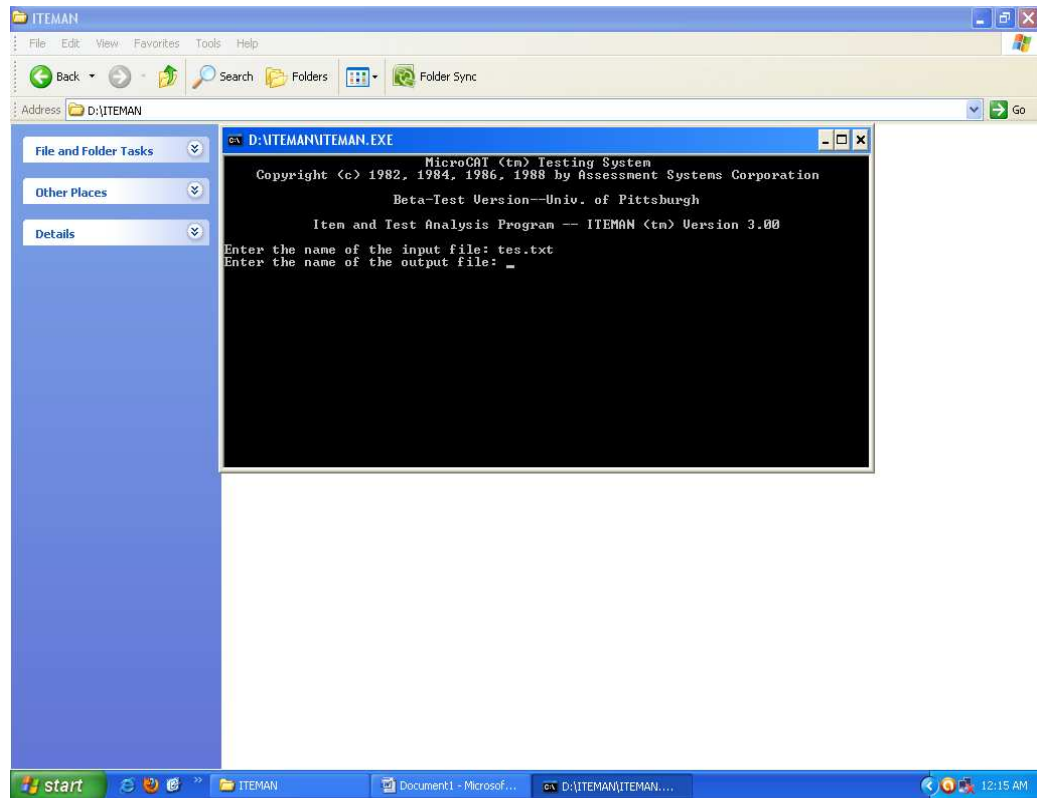 ITEMAN
File Edit View Favorites Tools Help
Back Search Folders Folder Sync
Address D:\ITEMAN Go
File and Folder Tasks
Other Places
Details
D:\ITEMAN\ITEMAN.EXE
MicroCAT (tm) Testing System
Copyright (c) 1982, 1984, 1986, 1988 by Assessment Systems Corporation
Beta-Test Version--Univ. of Pittsburgh
Item and Test Analysis Program -- ITEMAN (tm) Version 3.00
Enter the name of the input file: tes.txt
Enter the name of the output file: _
start ITEMAN Document1 - Microsof... D:\ITEMAN\ITEMAN.... 12:15 AM